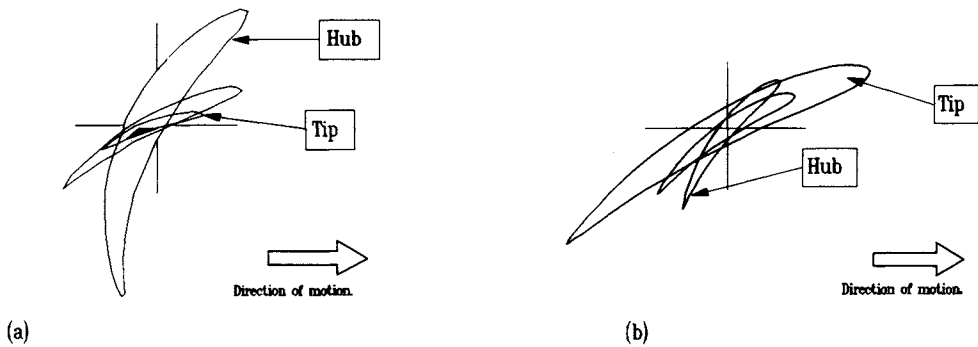 Hub
Tip
Direction of motion.
(a)
Tip
Hub
Direction of motion.
(b)